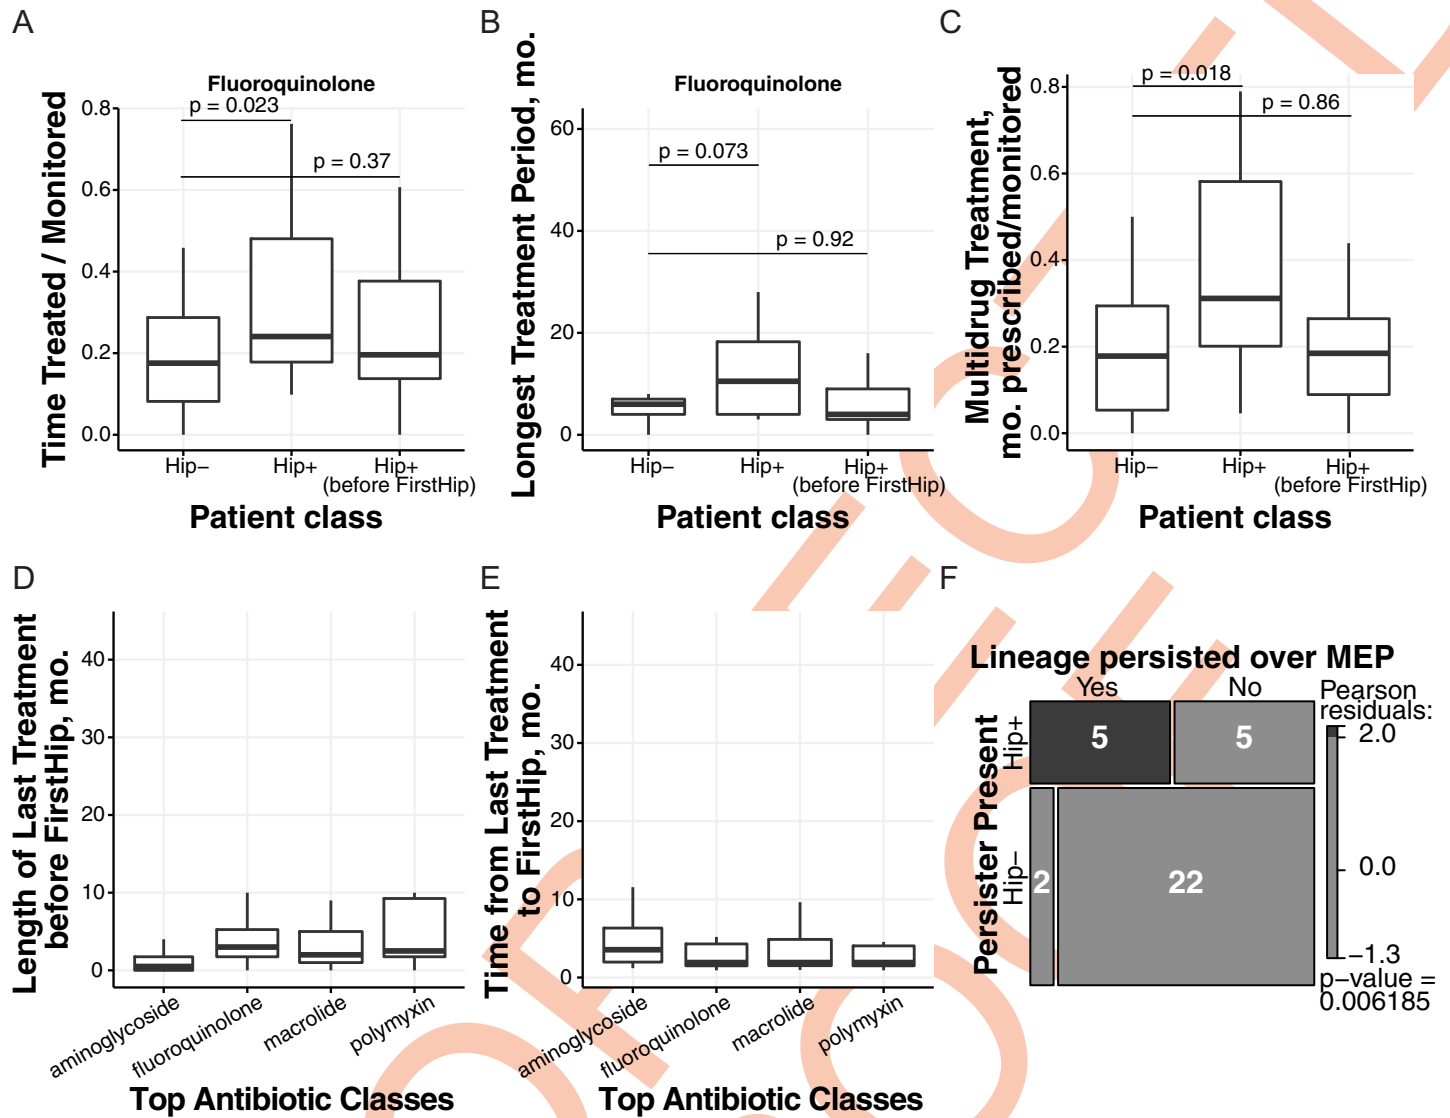 A
Fluoroquinolone
Time Treated / Monitored
0.8
0.6
0.4
0.2
0.0
p = 0.023
p = 0.37
Hip−
Hip+
Hip+
(before FirstHip)
Patient class
B
Fluoroquinolone
Longest Treatment Period, mo.
60
40
20
0
p = 0.073
p = 0.92
Hip−
Hip+
Hip+
(before FirstHip)
Patient class
C
Multidrug Treatment,
mo. prescribed/monitored
0.8
0.6
0.4
0.2
0.0
p = 0.018
p = 0.86
Hip−
Hip+
Hip+
(before FirstHip)
Patient class
D
Length of Last Treatment
before FirstHip, mo.
40
30
20
10
0
aminoglycoside
fluoroquinolone
macrolide
polymyxin
Top Antibiotic Classes
E
Time from Last Treatment
to FirstHip, mo.
40
30
20
10
0
aminoglycoside
fluoroquinolone
macrolide
polymyxin
Top Antibiotic Classes
F
Lineage persisted over MEP
Yes
No
Persister Present
Hip+
Hip−
5
5
2
22
Pearson
residuals:
2.0
0.0
−1.3
p−value =
0.006185